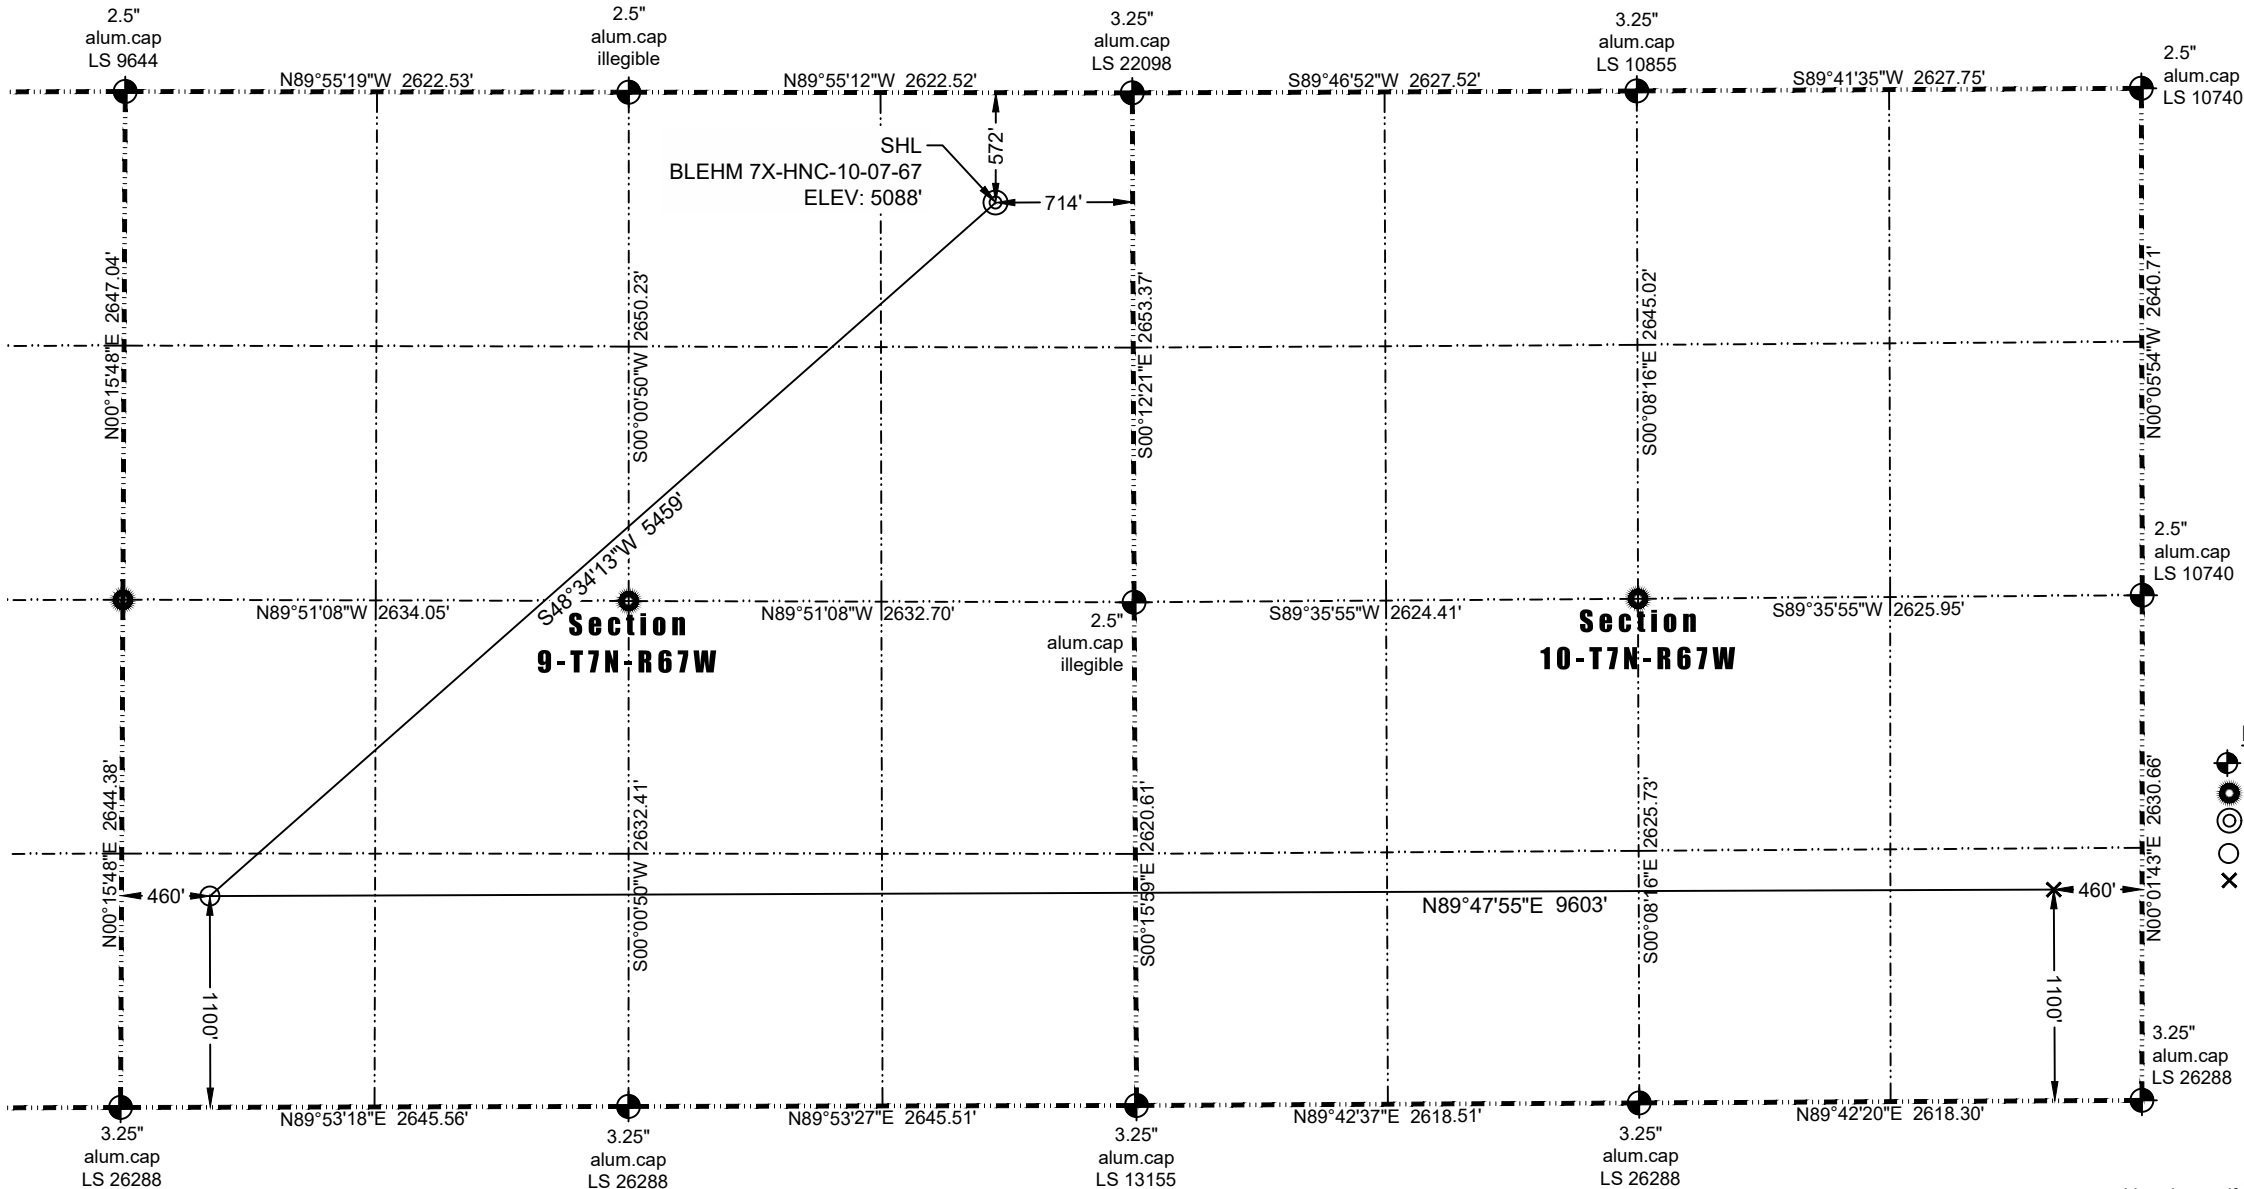 2.5"
alum.cap
LS 9644
2.5"
alum.cap
illegible
3.25"
alum.cap
LS 22098
3.25"
alum.cap
LS 10855
2.5"
alum.cap
LS 10740
N89°55'19"W 2622.53'
N89°55'12"W 2622.52'
S89°46'52"W 2627.52'
S89°41'35"W 2627.75'
SHL
BLEHM 7X-HNC-10-07-67
ELEV: 5088'
572'
714'
N00°15'48"E 2647.04'
S00°00'50"W 2650.23'
S00°12'21"E 2653.37'
S00°08'16"E 2645.02'
N00°05'54"W 2640.71'
S48°34'13"W 5459'
2.5"
alum.cap
LS 10740
N89°51'08"W 2634.05'
N89°51'08"W 2632.70'
S89°35'55"W 2624.41'
S89°35'55"W 2625.95'
Section
9-T7N-R67W
2.5"
alum.cap
illegible
Section
10-T7N-R67W
N00°15'48"E 2644.38'
S00°00'50"W 2632.41'
S00°15'59"E 2620.61'
S00°08'16"E 2625.73'
N00°01'43"E 2630.66'
460'
460'
N89°47'55"E 9603'
1100'
1100'
3.25"
alum.cap
LS 26288
N89°53'18"E 2645.56'
N89°53'27"E 2645.51'
N89°42'37"E 2618.51'
N89°42'20"E 2618.30'
3.25"
alum.cap
LS 26288
3.25"
alum.cap
LS 26288
3.25"
alum.cap
LS 13155
3.25"
alum.cap
LS 26288